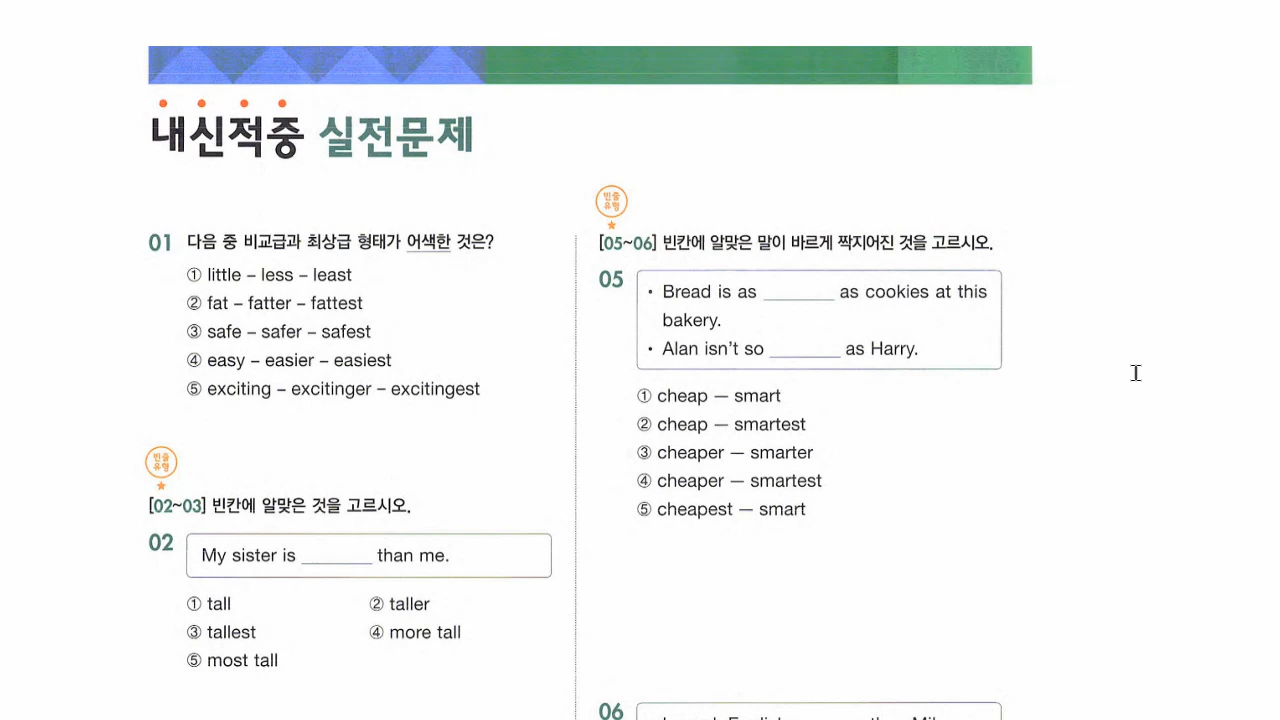 내신적중 실전문제
01 다음 중 비교급과 최상급 형태가 어색한 것은?
① little – less – least
② fat – fatter – fattest
③ safe – safer – safest
④ easy – easier – easiest
⑤ exciting – excitinger – excitingest
빈출
유형
[02~03] 빈칸에 알맞은 것을 고르시오.
02
My sister is ________ than me.
① tall ② taller
③ tallest ④ more tall
⑤ most tall
빈출
유형
[05~06] 빈칸에 알맞은 말이 바르게 짝지어진 것을 고르시오.
05
• Bread is as ________ as cookies at this
bakery.
• Alan isn’t so ________ as Harry.
① cheap — smart
② cheap — smartest
③ cheaper — smarter
④ cheaper — smartest
⑤ cheapest — smart
06